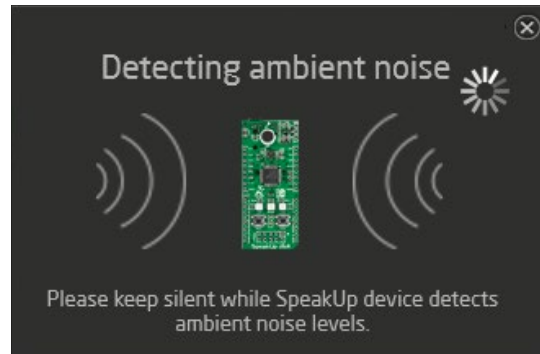 Detecting ambient noise
Please keep silent while SpeakUp device detects
ambient noise levels.